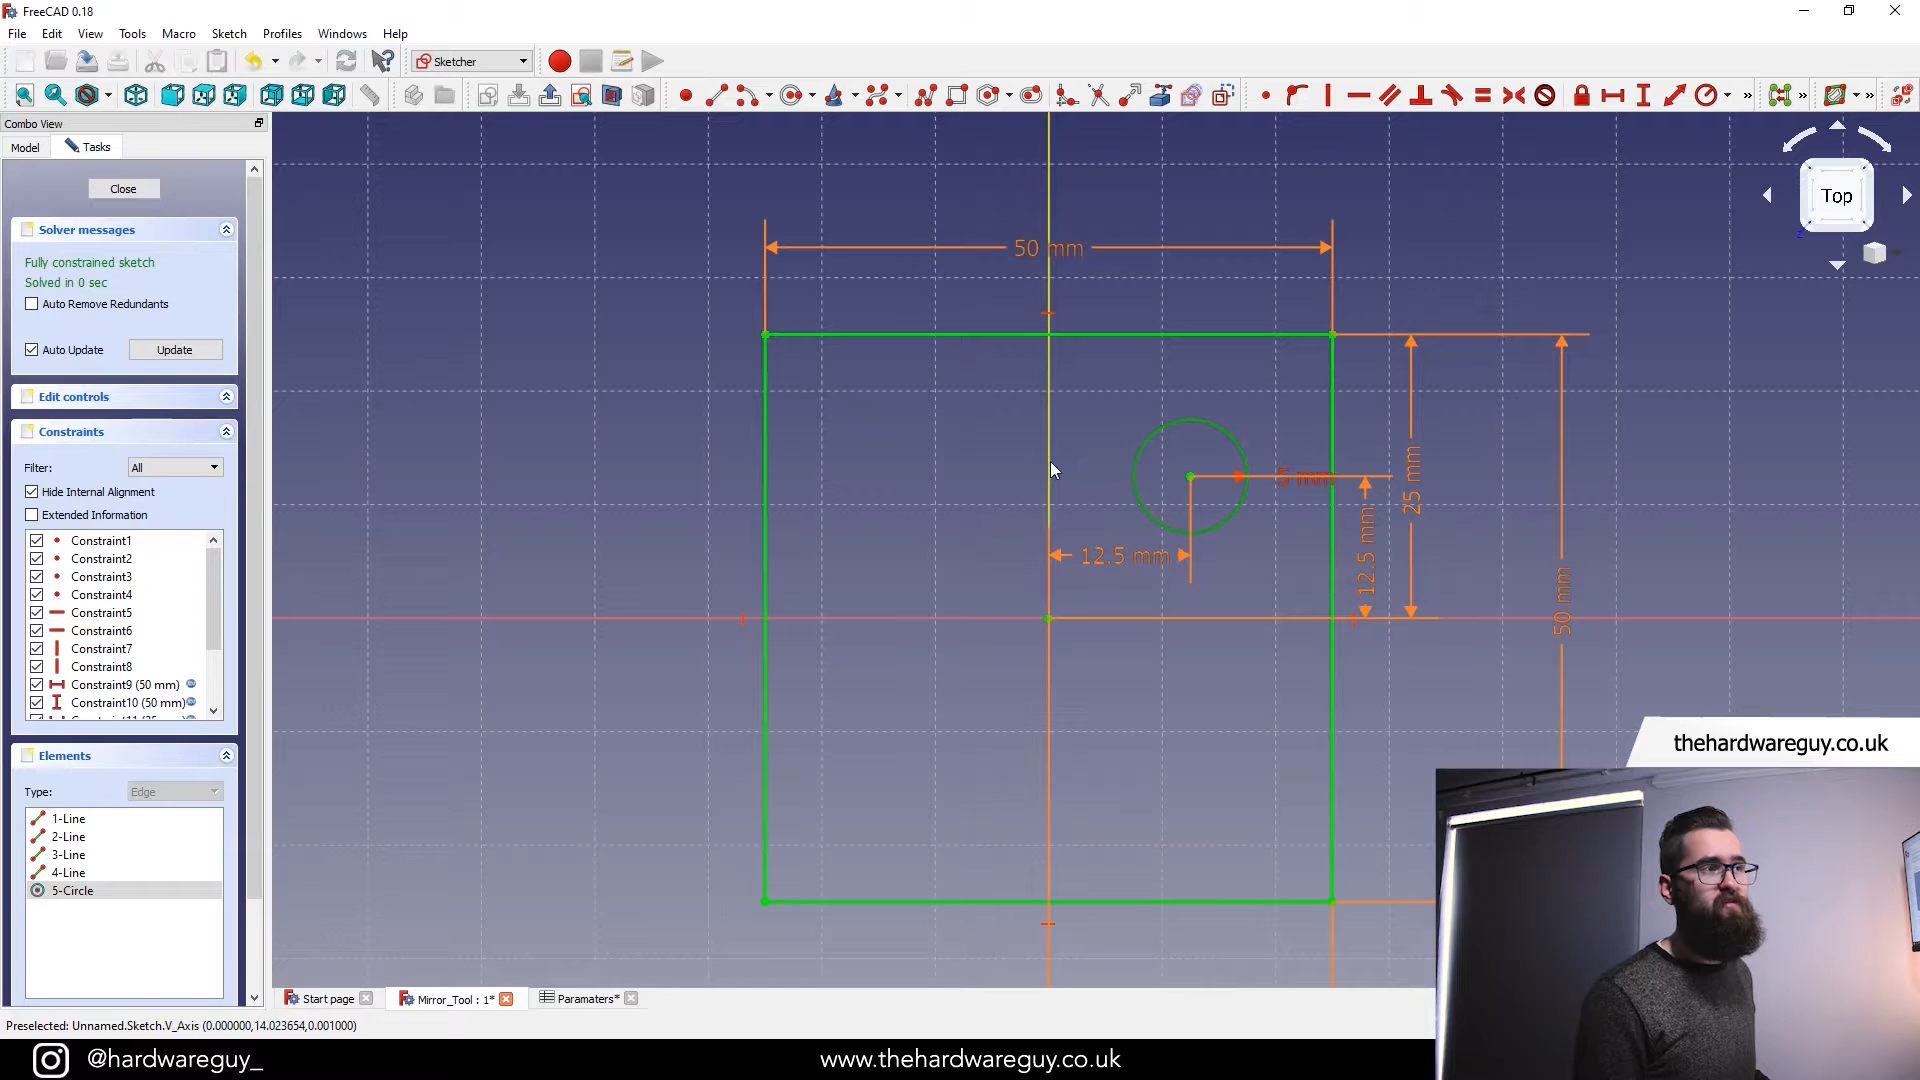 FreeCAD 0.18
File Edit View Tools Macro Sketch Profiles Windows Help
Sketcher
Combo View
Model Tasks
Close
Solver messages
Fully constrained sketch
Solved in 0 sec
Auto Remove Redundants
Auto Update Update
Edit controls
Constraints
Filter: All
Hide Internal Alignment
Extended Information
Constraint1
Constraint2
Constraint3
Constraint4
Constraint5
Constraint6
Constraint7
Constraint8
Constraint9 (50 mm)
Constraint10 (50 mm)
Elements
Type: Edge
1-Line
2-Line
3-Line
4-Line
5-Circle
50 mm
5 mm
12.5 mm
12.5 mm
25 mm
50 mm
Top
z
thehardwareguy.co.uk
Start page Mirror_Tool : 1* Paramaters*
Preselected: Unnamed.Sketch.V_Axis (0.000000,14.023654,0.001000)
@hardwareguy_ www.thehardwareguy.co.uk